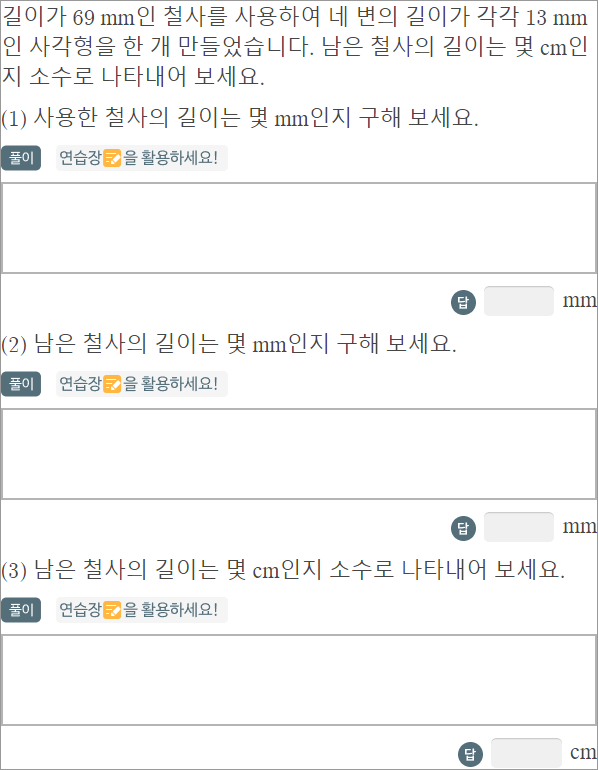 길이가 69 mm인 철사를 사용하여 네 변의 길이가 각각 13 mm
인 사각형을 한 개 만들었습니다. 남은 철사의 길이는 몇 cm인
지 소수로 나타내어 보세요.
(1) 사용한 철사의 길이는 몇 mm인지 구해 보세요.
풀이 연습장을 활용하세요!
답 mm
(2) 남은 철사의 길이는 몇 mm인지 구해 보세요.
풀이 연습장을 활용하세요!
답 mm
(3) 남은 철사의 길이는 몇 cm인지 소수로 나타내어 보세요.
풀이 연습장을 활용하세요!
답 cm